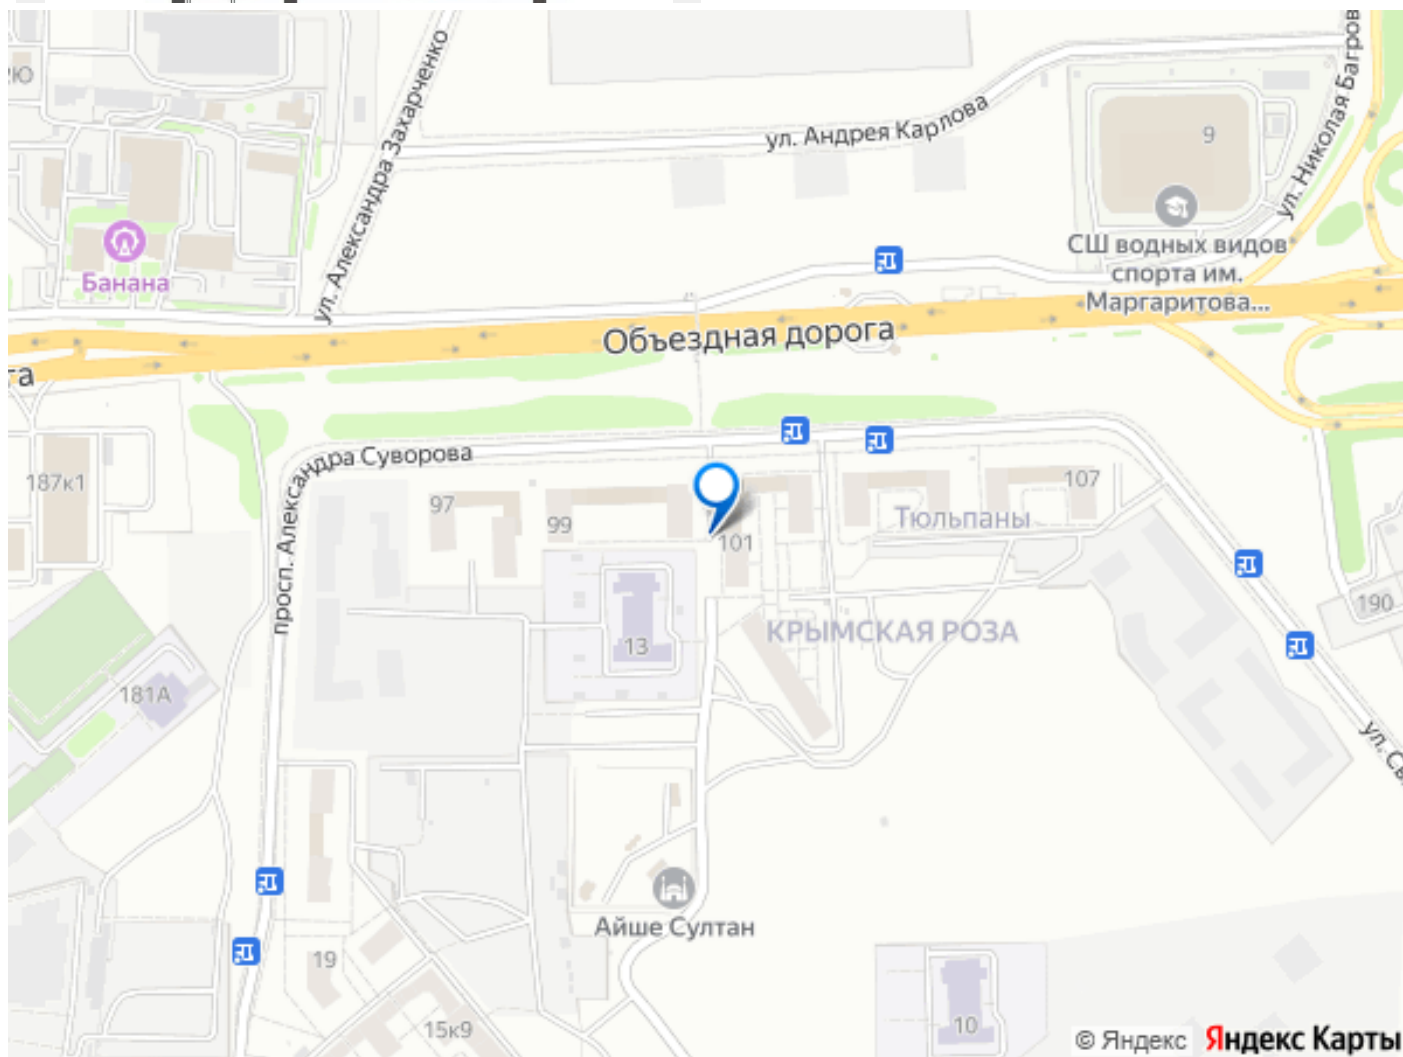 ул. Александра Захарченко
ул. Андрея Карлова
ул. Николая Багров
9
Ю
Банана
СШ водных видов
спорта им.
Маргаритова...
Объездная дорога
га
просп. Александра Суворова
187к1
97
99
101
107
Тюльпаны
КРЫМСКАЯ РОЗА
13
181А
190
ул. Св
Айше Султан
19
15к9
10
© Яндекс Яндекс Карты